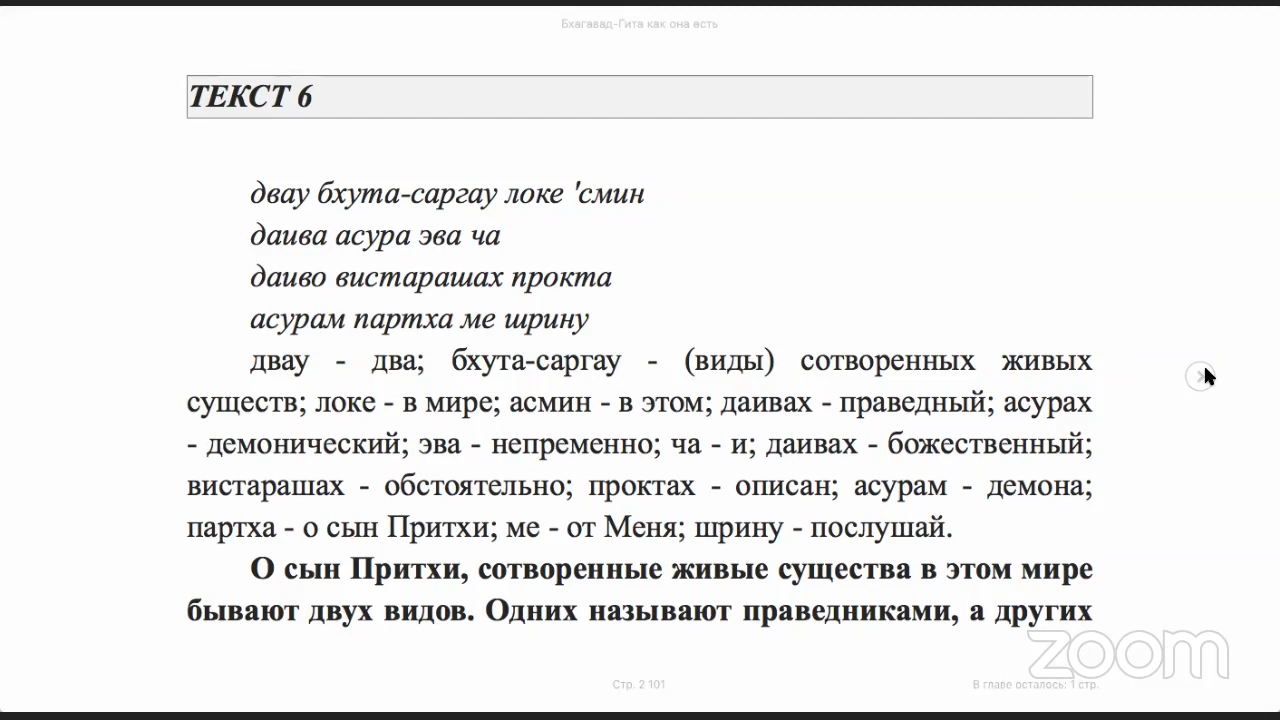 Бхагавад-Гита как она есть
ТЕКСТ 6
двау бхута-саргау локе 'смин
даива асура эва ча
даиво вистарашах прокта
асурам партха ме шрину
двау - два; бхута-саргау - (виды) сотворенных живых
существ; локе - в мире; асмин - в этом; даивах - праведный; асурах
- демонический; эва - непременно; ча - и; даивах - божественный;
вистарашах - обстоятельно; проктах - описан; асурам - демона;
партха - о сын Притхи; ме - от Меня; шрину - послушай.
О сын Притхи, сотворенные живые существа в этом мире
бывают двух видов. Одних называют праведниками, а других
zoom
Стр. 2 101
В главе осталось: 1 стр.